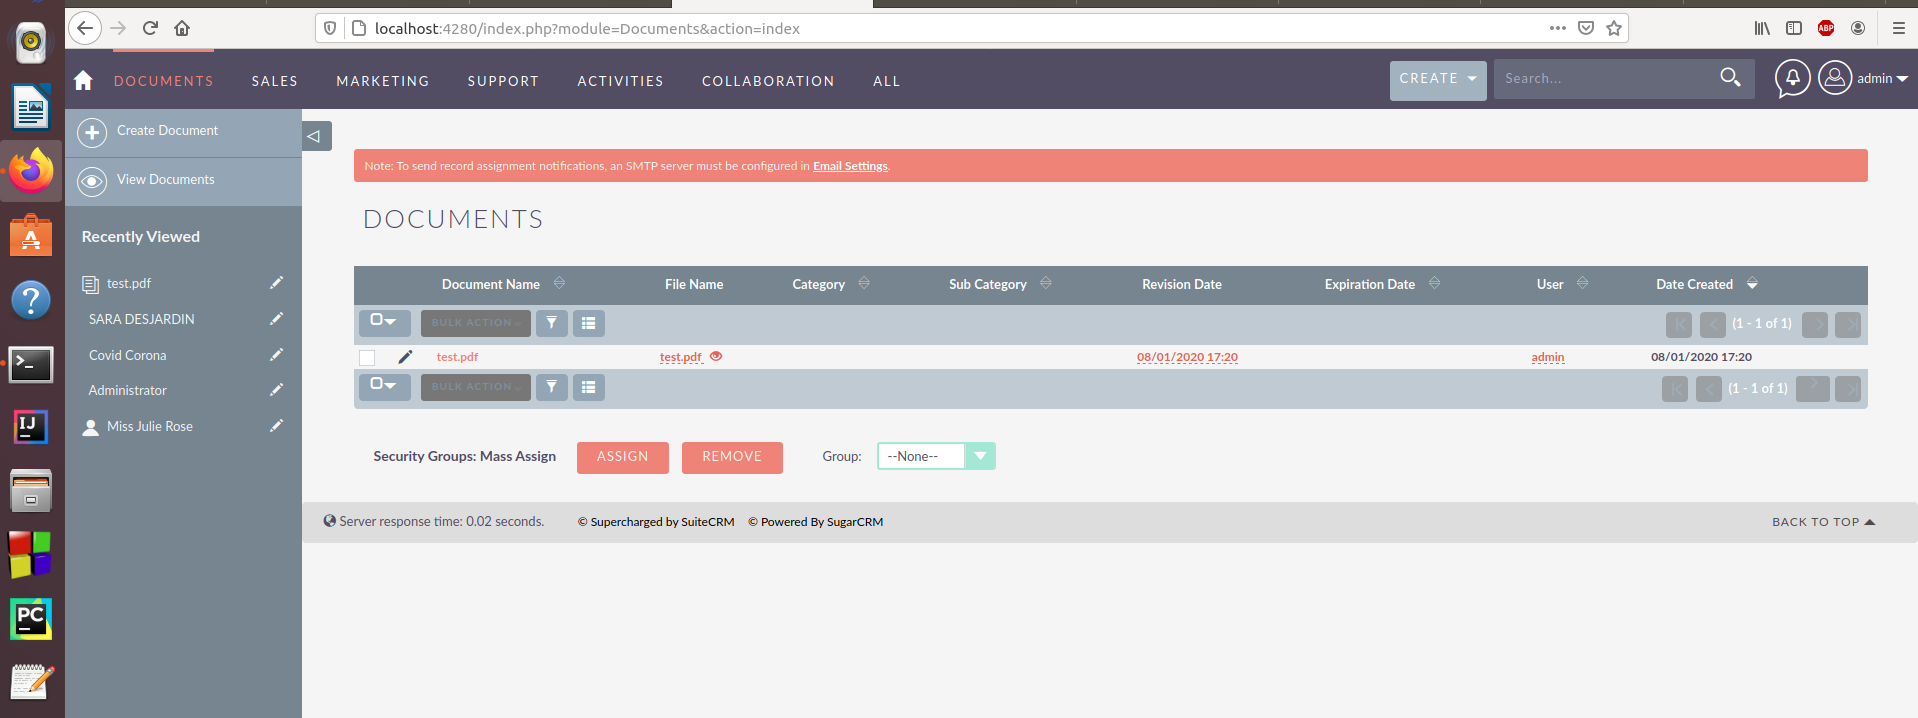 localhost:4280/index.php?module=Documents&action=index
ABP
DOCUMENTS SALES MARKETING SUPPORT ACTIVITIES COLLABORATION ALL CREATE Search... admin
Create Document
View Documents
Recently Viewed
test.pdf
SARA DESJARDIN
Covid Corona
Administrator
Miss Julie Rose
Note: To send record assignment notifications, an SMTP server must be configured in Email Settings.
DOCUMENTS
Document Name File Name Category Sub Category Revision Date Expiration Date User Date Created
BULK ACTION (1 - 1 of 1)
test.pdf test.pdf 08/01/2020 17:20 admin 08/01/2020 17:20
BULK ACTION (1 - 1 of 1)
Security Groups: Mass Assign ASSIGN REMOVE Group: --None--
Server response time: 0.02 seconds. © Supercharged by SuiteCRM © Powered By SugarCRM BACK TO TOP
A
?
>_
IJ
PC